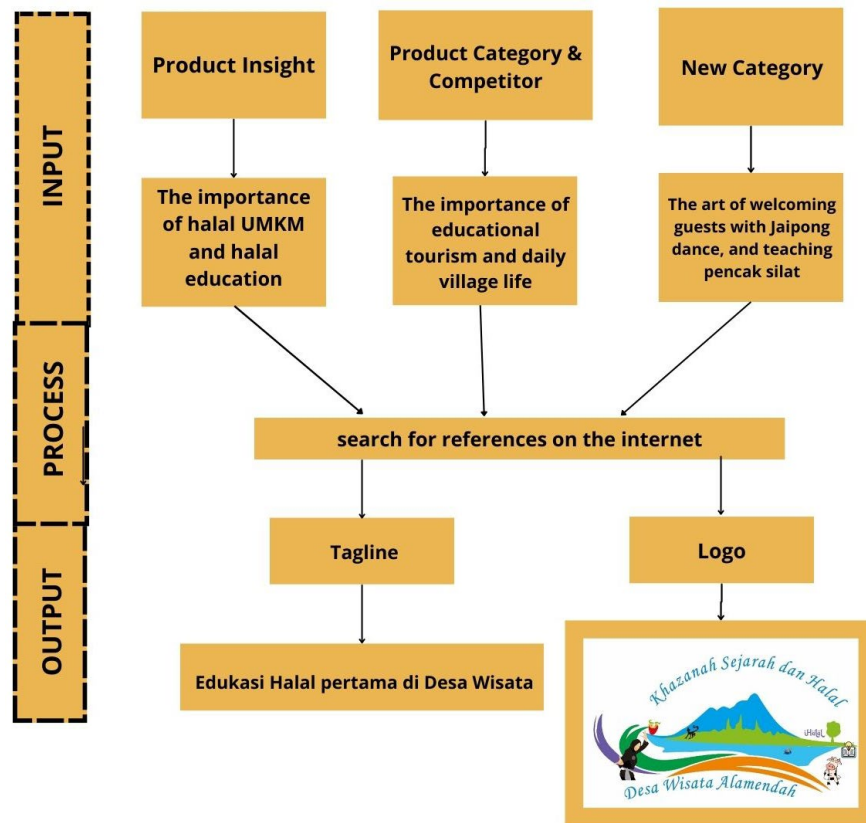 INPUT
Product Insight
Product Category &
Competitor
New Category
The importance
of halal UMKM
and halal
education
The importance of
educational
tourism and daily
village life
The art of welcoming
guests with Jaipong
dance, and teaching
pencak silat
PROCESS
search for references on the internet
OUTPUT
Tagline
Logo
Edukasi Halal pertama di Desa Wisata
Khazanah Sejarah dan Halal
Desa Wisata Alamendah